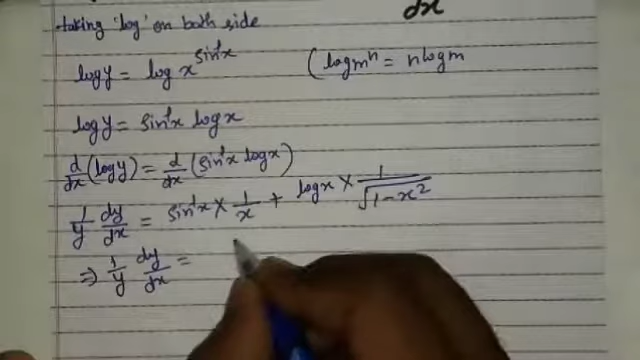 dx
taking 'log' on both side
log y = log x^sin⁻¹x (log mⁿ = n log m
log y = sin⁻¹x log x
d/dx (log y) = d/dx (sin⁻¹x log x)
1/y dy/dx = sin⁻¹x × 1/x + log x × 1/√(1-x²)
⇒ 1/y dy/dx =